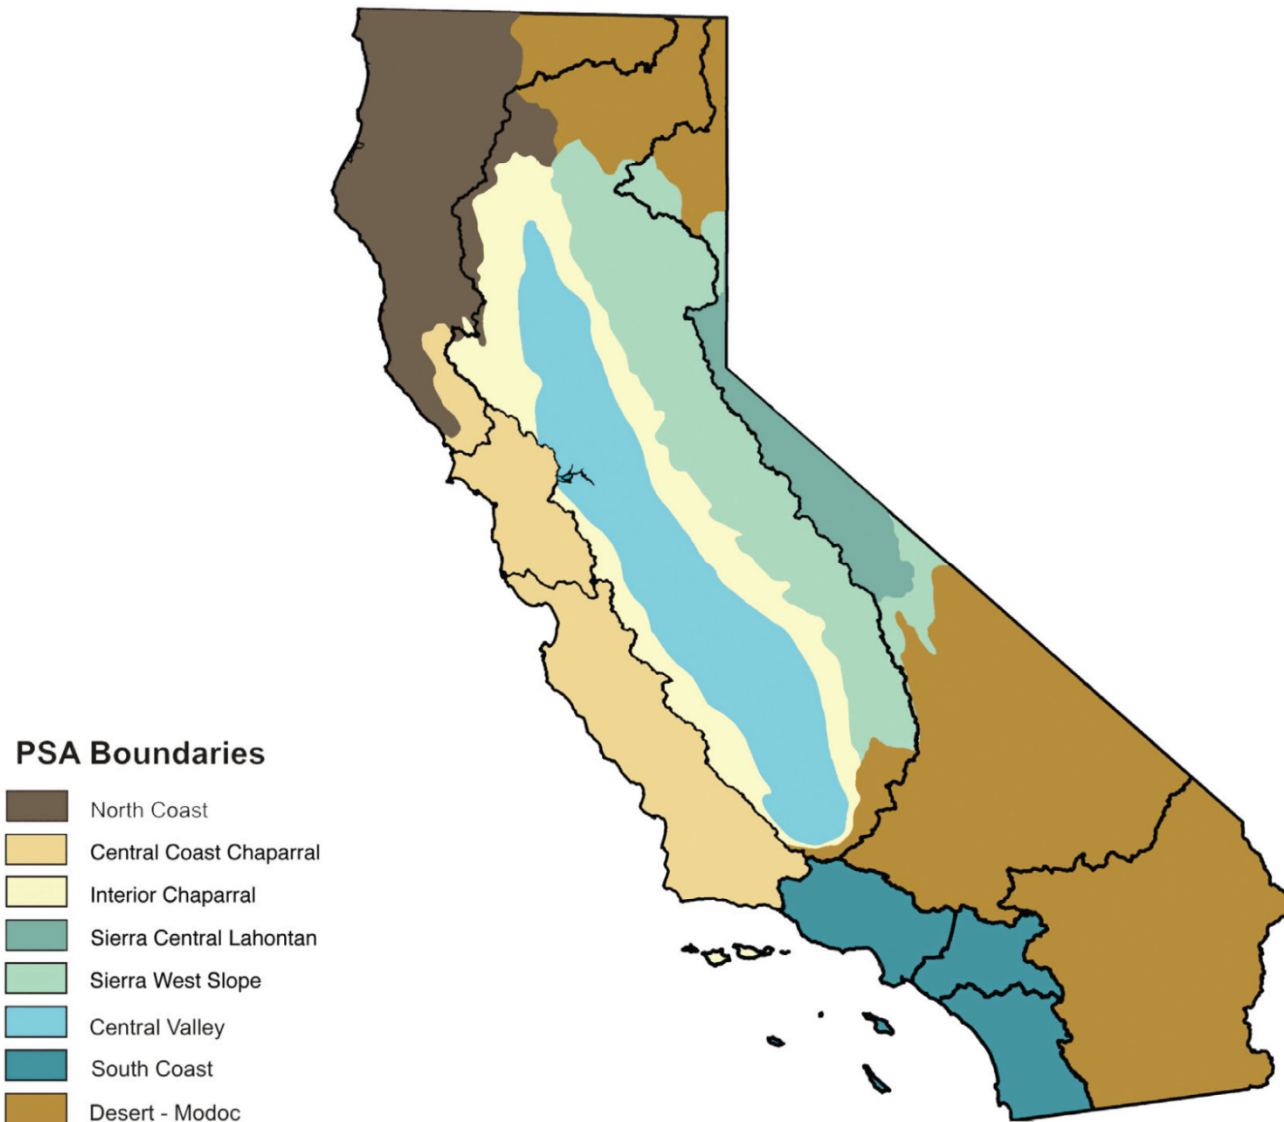 PSA Boundaries
North Coast
Central Coast Chaparral
Interior Chaparral
Sierra Central Lahontan
Sierra West Slope
Central Valley
South Coast
Desert - Modoc